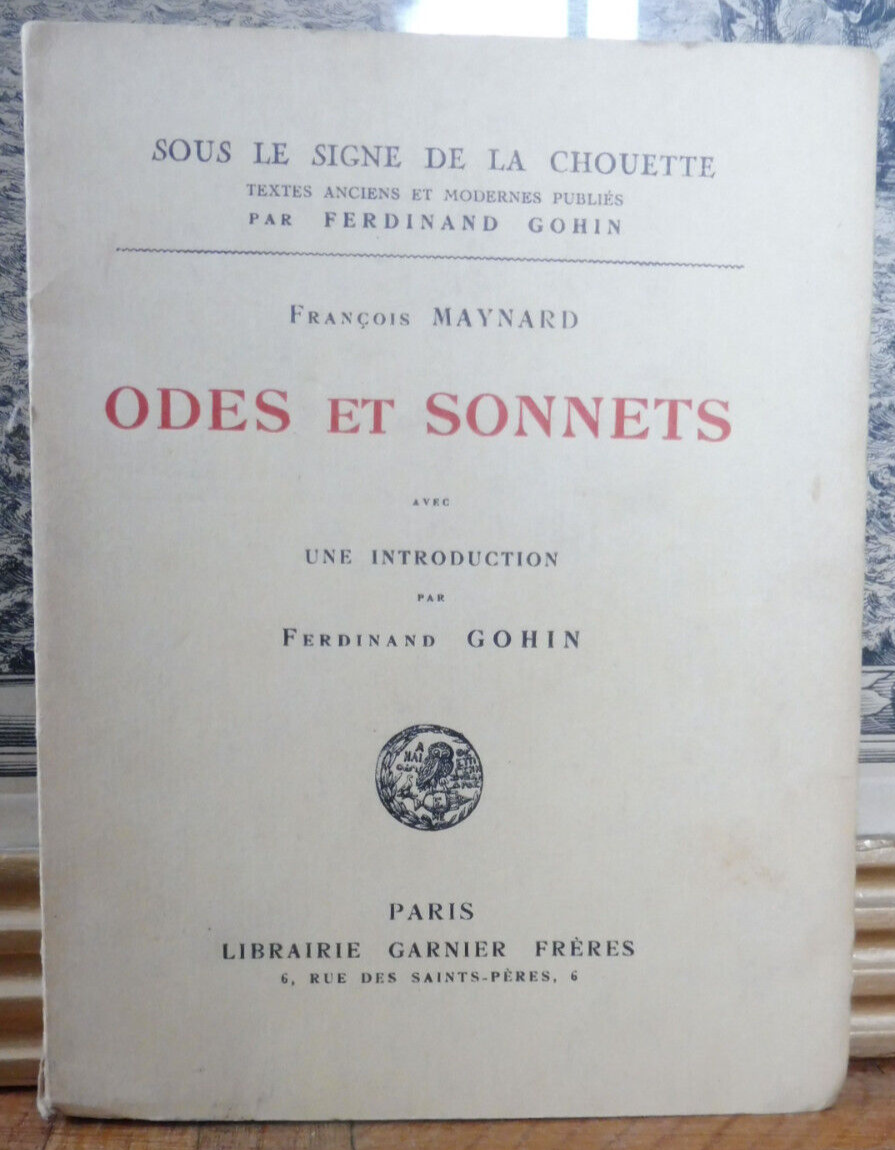 SOUS LE SIGNE DE LA CHOUETTE
TEXTES ANCIENS ET MODERNES PUBLIÉS
PAR FERDINAND GOHIN
FRANÇOIS MAYNARD
ODES ET SONNETS
AVEC
UNE INTRODUCTION
PAR
FERDINAND GOHIN
PARIS
LIBRAIRIE GARNIER FRÈRES
6, RUE DES SAINTS-PÈRES, 6